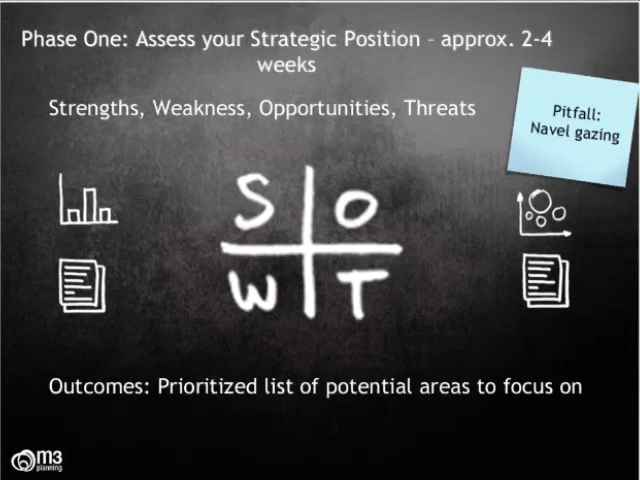 Phase One: Assess your Strategic Position – approx. 2-4
weeks
Strengths, Weakness, Opportunities, Threats
Pitfall:
Navel gazing
S O
W T
Outcomes: Prioritized list of potential areas to focus on
m3
planning